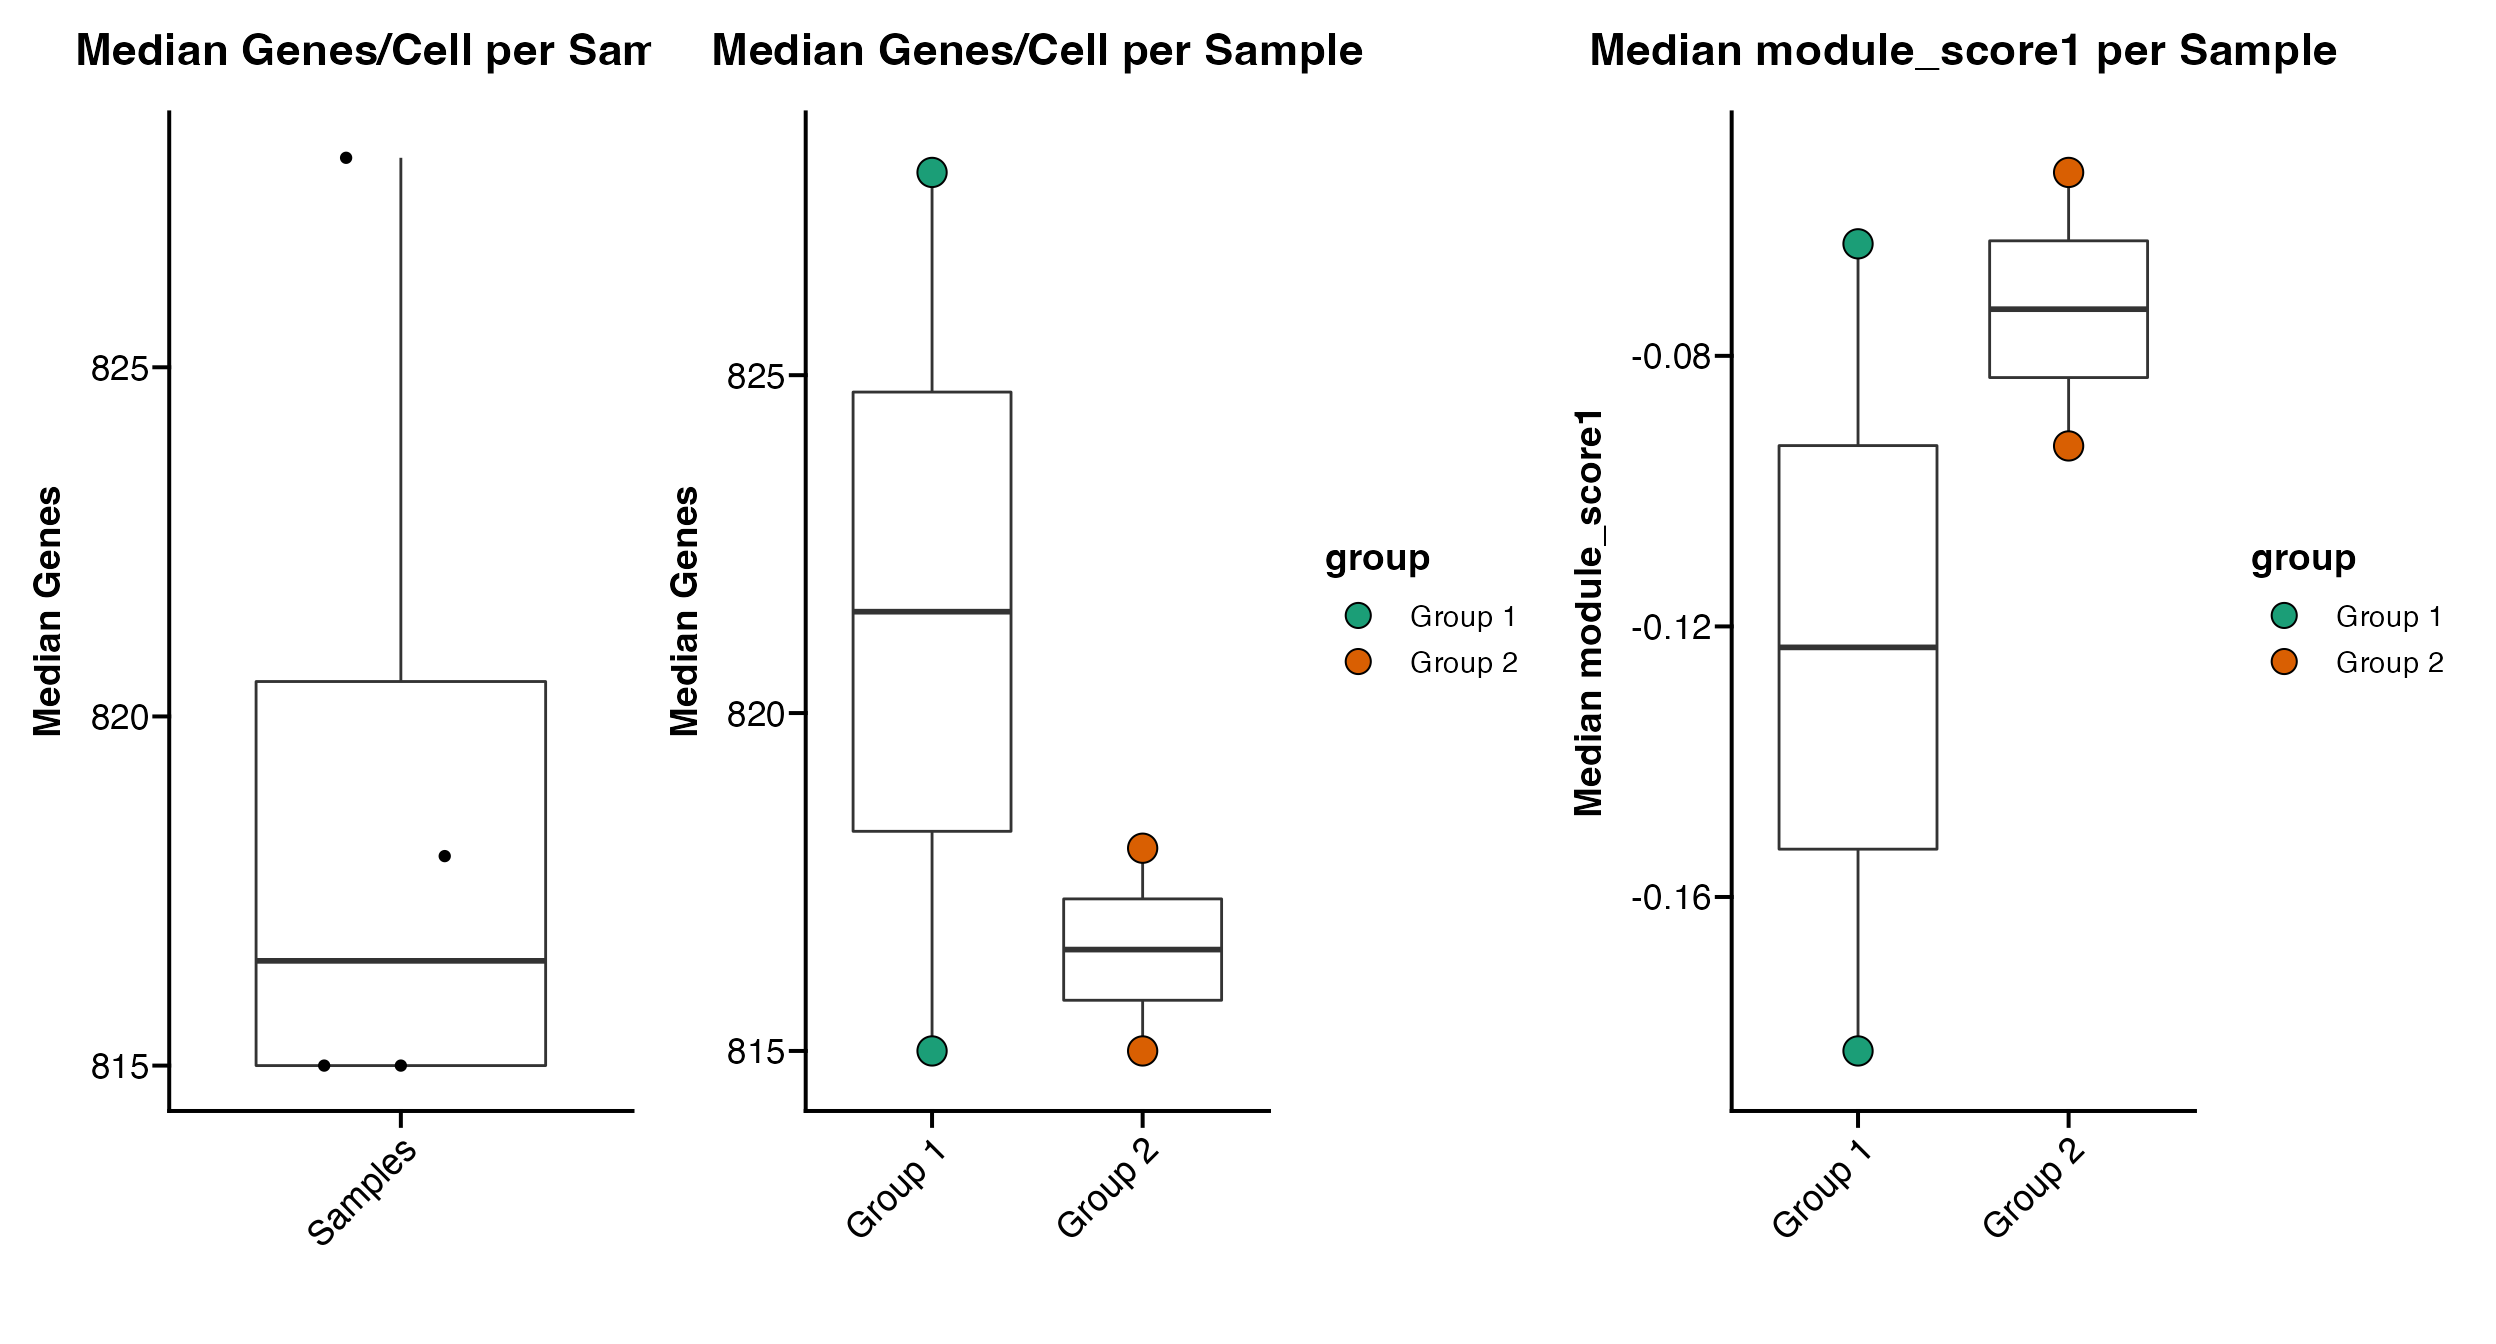 Median Genes/Cell per Sam
Median Genes
825
820
815
Samples
Median Genes/Cell per Sample
Median Genes
825
820
815
Group 1
Group 2
group
Group 1
Group 2
Median module_score1 per Sample
Median module_score1
-0.08
-0.12
-0.16
Group 1
Group 2
group
Group 1
Group 2